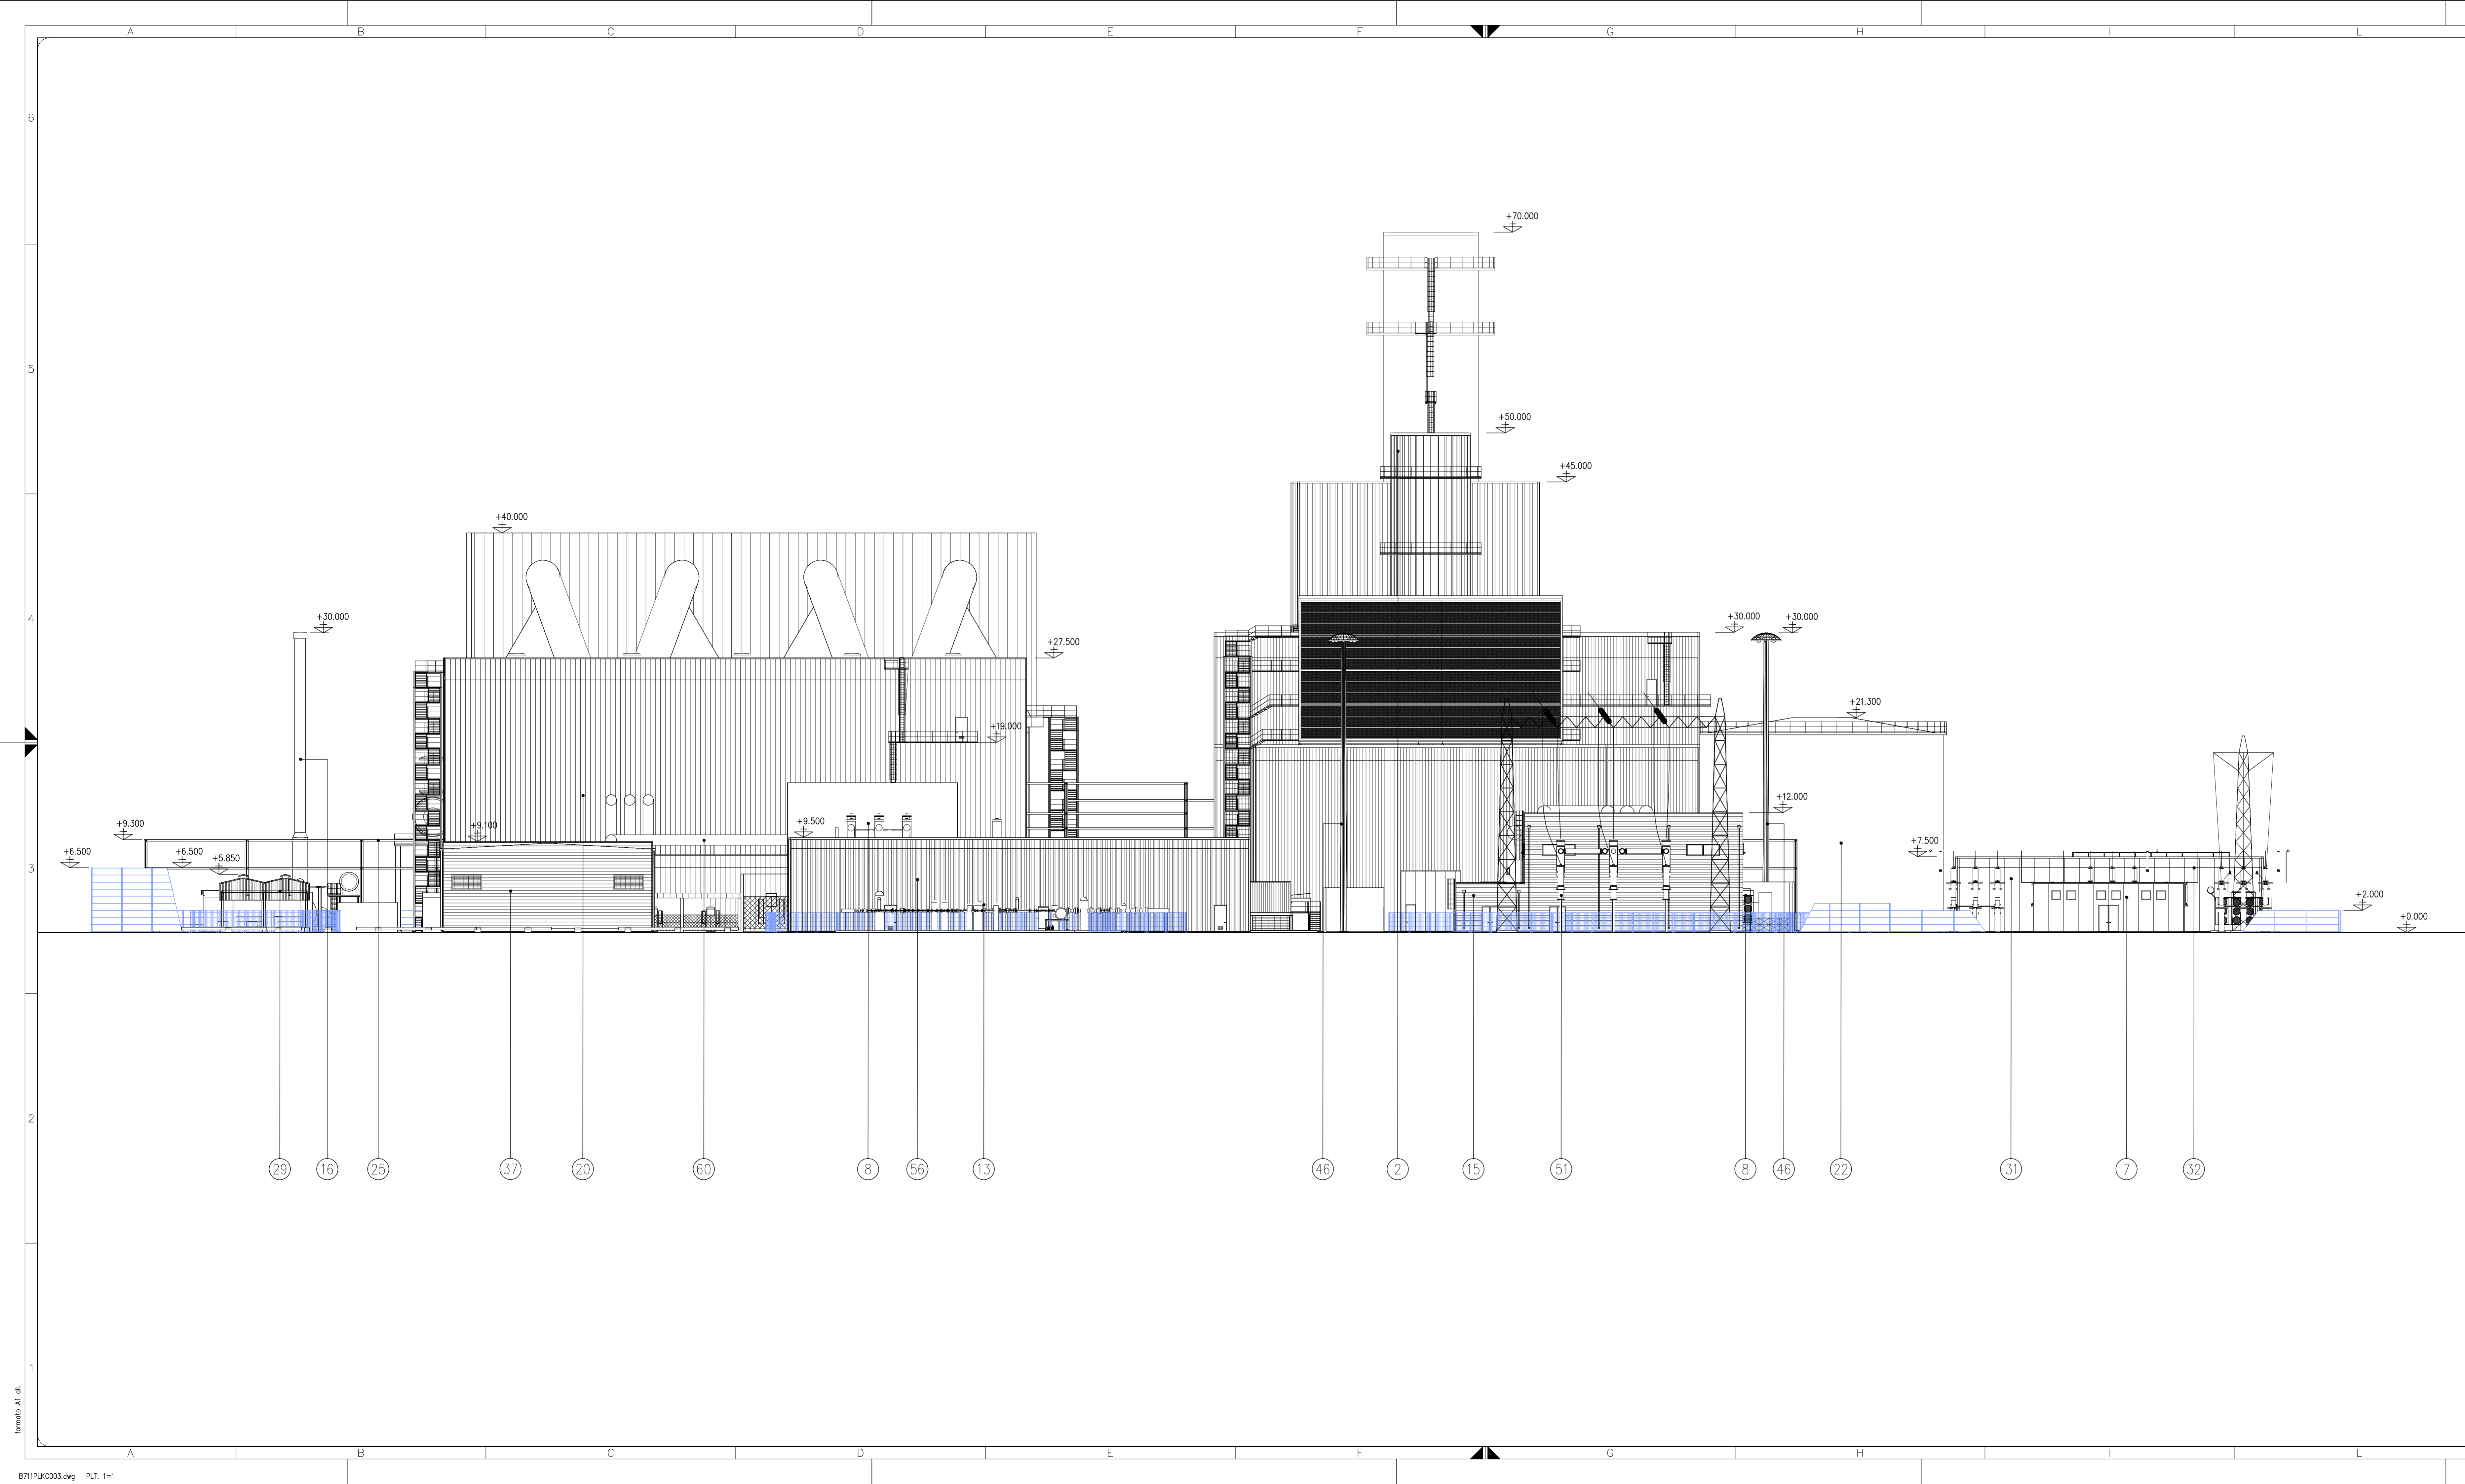 A B C D E F G H I L
6
+70.000
5
+50.000
+45.000
+40.000
4
+30.000 +30.000 +30.000
+27.500
+21.300
+19.000
+12.000
+9.300 +9.100 +9.500
+7.500
3
+6.500 +6.500 +5.850
+2.000
+0.000
2
29 16 25 37 20 60 8 56 13 46 2 15 51 8 46 22 31 7 32
1
formato A1 all.
A B C D E F G H I L
B711PLKC003.dwg PLT. 1=1